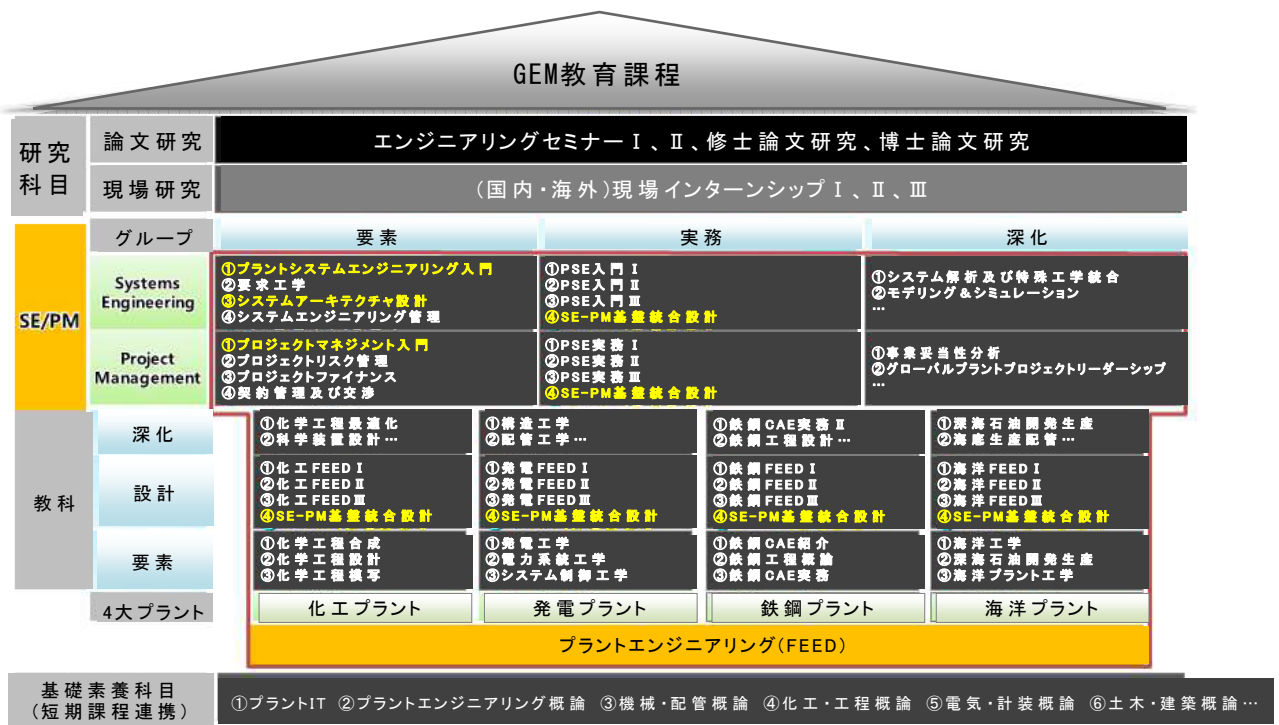 GEM教育課程
研究科目
論文研究
エンジニアリングセミナーⅠ、Ⅱ、修士論文研究、博士論文研究
現場研究
(国内・海外)現場インターンシップⅠ、Ⅱ、Ⅲ
SE/PM
グループ
要素
実務
深化
Systems
Engineering
①プラントシステムエンジニアリング入門
②要求工学
③システムアーキテクチャ設計
④システムエンジニアリング管理
①PSE入門Ⅰ
②PSE入門Ⅱ
③PSE入門Ⅲ
④SE-PM基盤統合設計
①システム解析及び特殊工学統合
②モデリング&シミュレーション
…
Project
Management
①プロジェクトマネジメント入門
②プロジェクトリスク管理
③プロジェクトファイナンス
④契約管理及び交渉
①PSE実務Ⅰ
②PSE実務Ⅱ
③PSE実務Ⅲ
④SE-PM基盤統合設計
①事業妥当性分析
②グローバルプラントプロジェクトリーダーシップ
…
教科
深化
①化学工程最適化
②科学装置設計…
①構造工学
②配管工学…
①鉄鋼CAE実務Ⅱ
②鉄鋼工程設計…
①深海石油開発生産
②海底生産配管…
設計
①化工FEEDⅠ
②化工FEEDⅡ
③化工FEEDⅢ
④SE-PM基盤統合設計
①発電FEEDⅠ
②発電FEEDⅡ
③発電FEEDⅢ
④SE-PM基盤統合設計
①鉄鋼FEEDⅠ
②鉄鋼FEEDⅡ
③鉄鋼FEEDⅢ
④SE-PM基盤統合設計
①海洋FEEDⅠ
②海洋FEEDⅡ
③海洋FEEDⅢ
④SE-PM基盤統合設計
要素
①化学工程合成
②化学工程設計
③化学工程模写
①発電工学
②電力系統工学
③システム制御工学
①鉄鋼CAE紹介
②鉄鋼工程概論
③鉄鋼CAE実務
①海洋工学
②深海石油開発生産
③海洋プラント工学
4大プラント
化工プラント
発電プラント
鉄鋼プラント
海洋プラント
プラントエンジニアリング(FEED)
基礎素養科目
(短期課程連携)
①プラントIT ②プラントエンジニアリング概論 ③機械・配管概論 ④化工・工程概論 ⑤電気・計装概論 ⑥土木・建築概論…